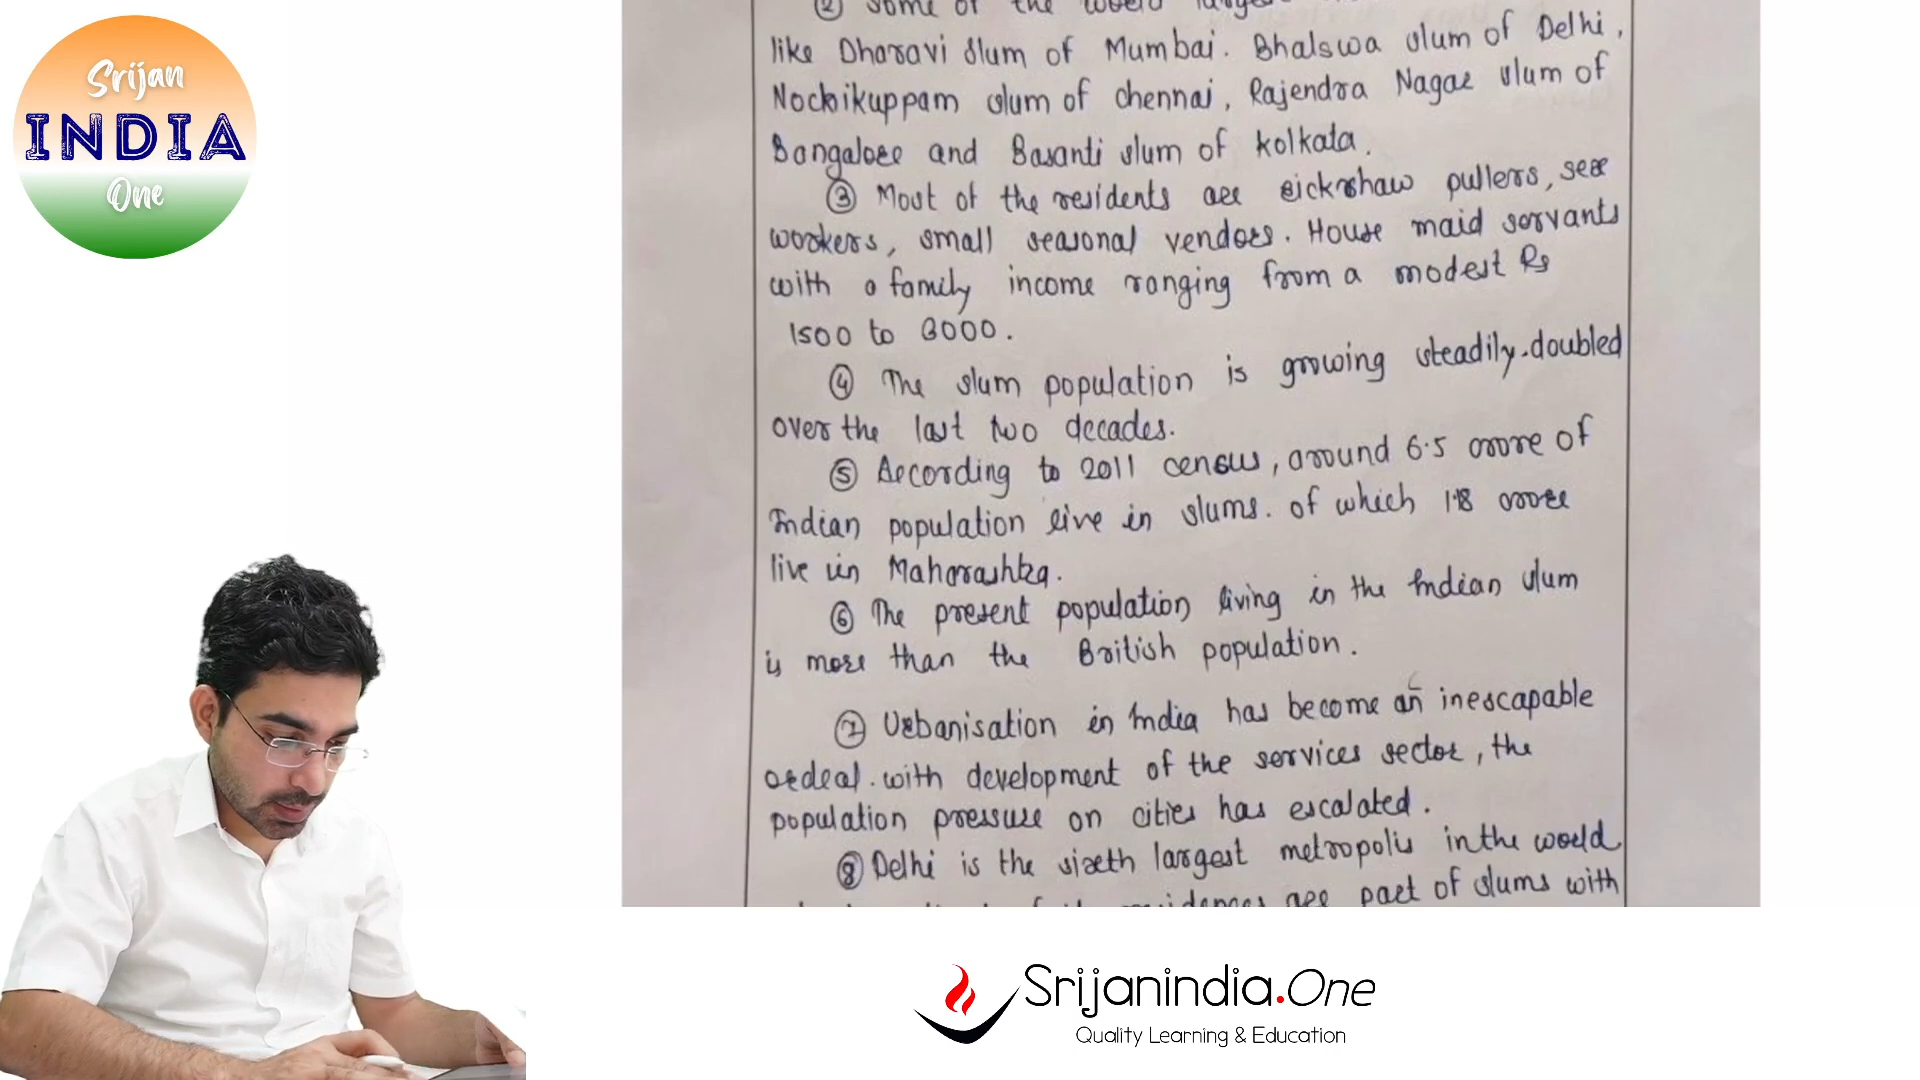 Srijan
INDIA
One
② Some of the world
like Dharavi slum of Mumbai. Bhalswa slum of Delhi,
Nochikuppam slum of chennai, Rajendra Nagar slum of
Bangalore and Basanti slum of kolkata.
③ Most of the residents are rickshaw pullers, sex
workers, small seasonal vendors. House maid servants
with a family income ranging from a modest Rs
1500 to 3000.
④ The slum population is growing steadily.doubled
over the last two decades.
⑤ According to 2011 census, around 6.5 crore of
Indian population live in slums. of which 1.18 crore
live in Maharashtra.
⑥ The present population living in the Indian slum
is more than the British population.
⑦ Urbanisation in India has become an inescapable
ordeal. with development of the services sector, the
population pressure on cities has escalated.
⑧ Delhi is the sixth largest metropolis in the world
are part of slums with
Srijanindia.One
Quality Learning & Education